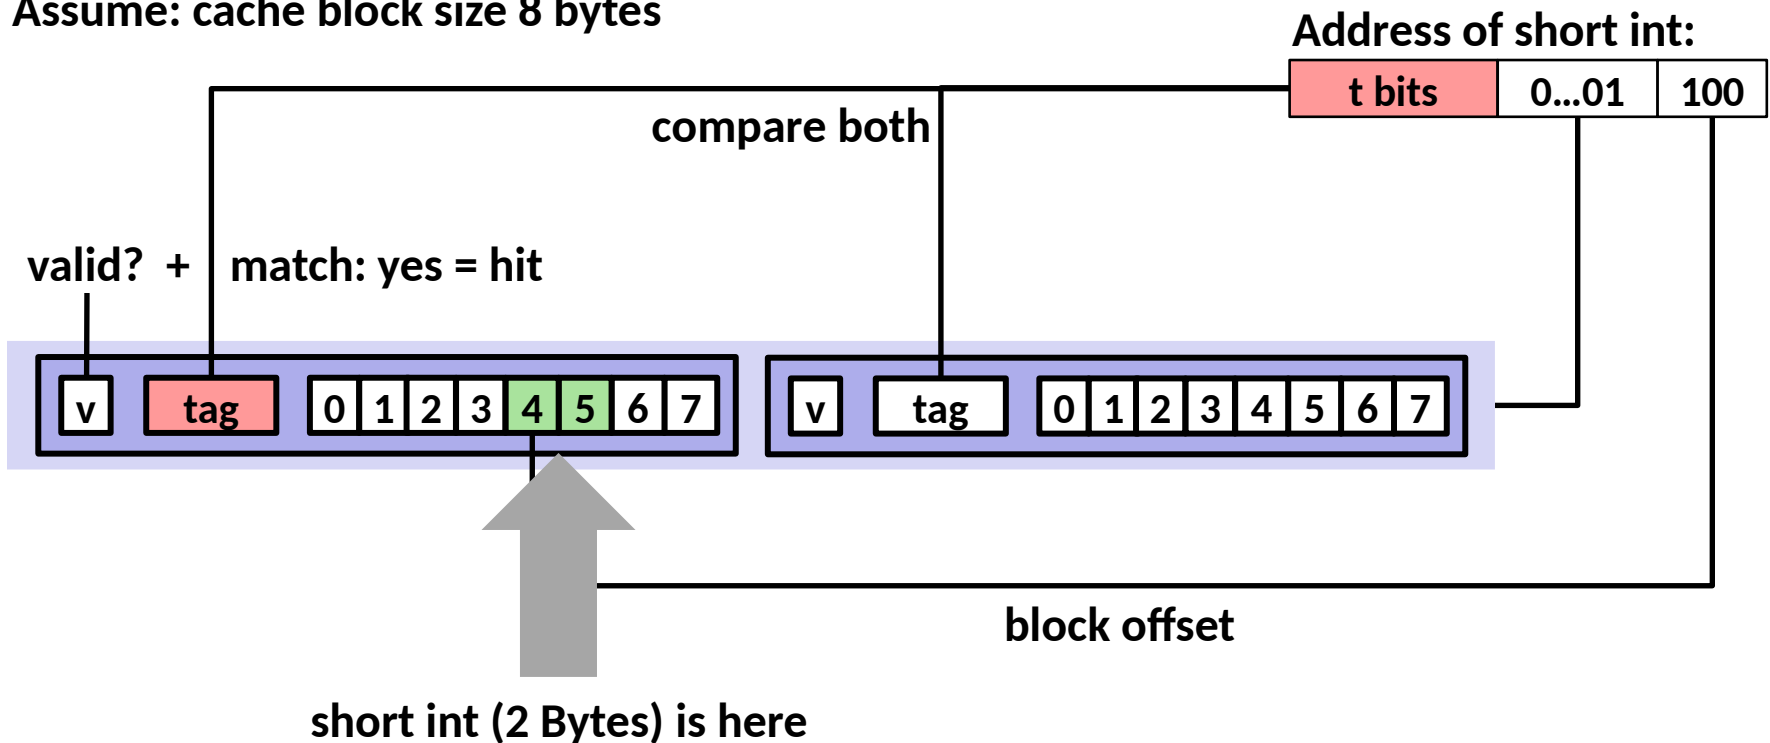 Assume: cache block size 8 bytes
Address of short int:
t bits 0...01 100
compare both
valid? + match: yes = hit
v tag 0 1 2 3 4 5 6 7 v tag 0 1 2 3 4 5 6 7
block offset
short int (2 Bytes) is here